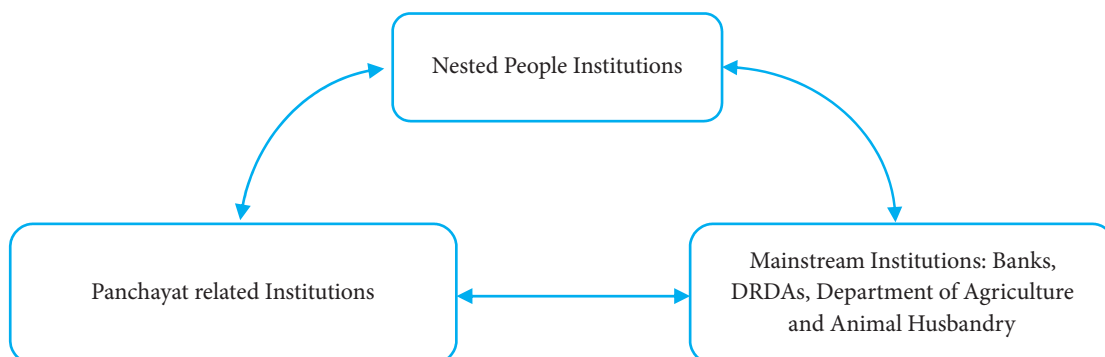 Nested People Institutions
Panchayat related Institutions
Mainstream Institutions: Banks,
DRDAs, Department of Agriculture
and Animal Husbandry